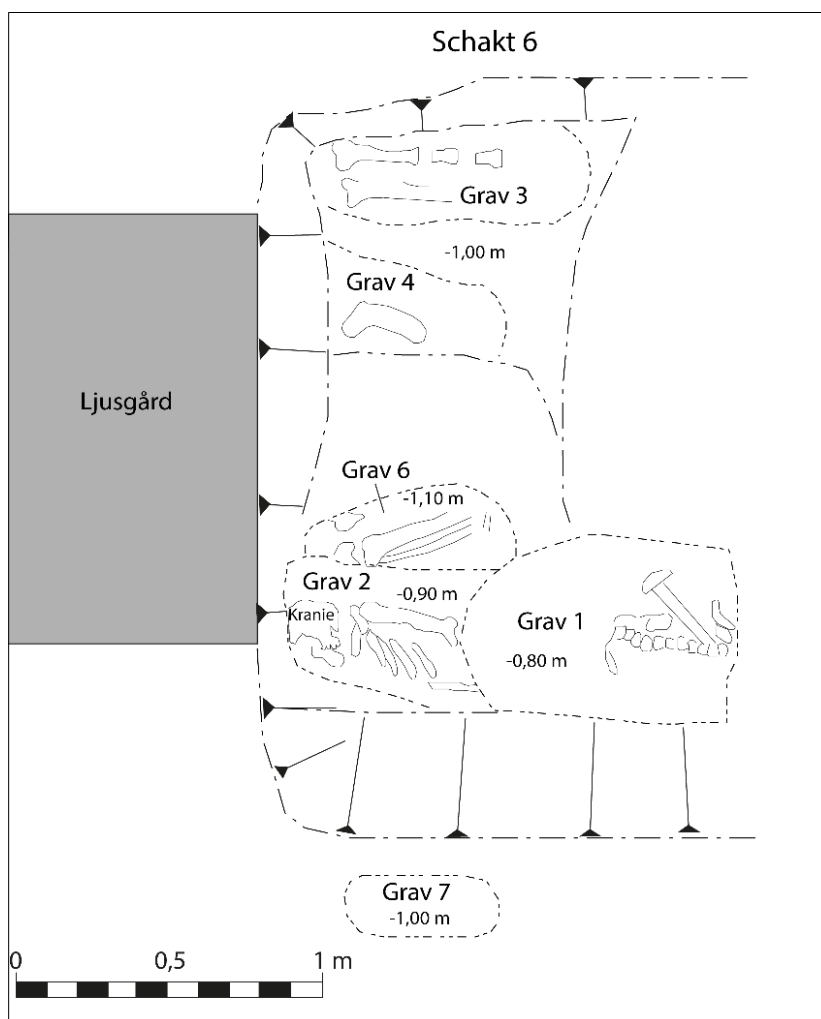 Schakt 6
Grav 3
-1,00 m
Grav 4
Ljusgård
Grav 6
-1,10 m
Grav 2
-0,90 m
Kranie
Grav 1
-0,80 m
Grav 7
-1,00 m
0 0,5 1 m